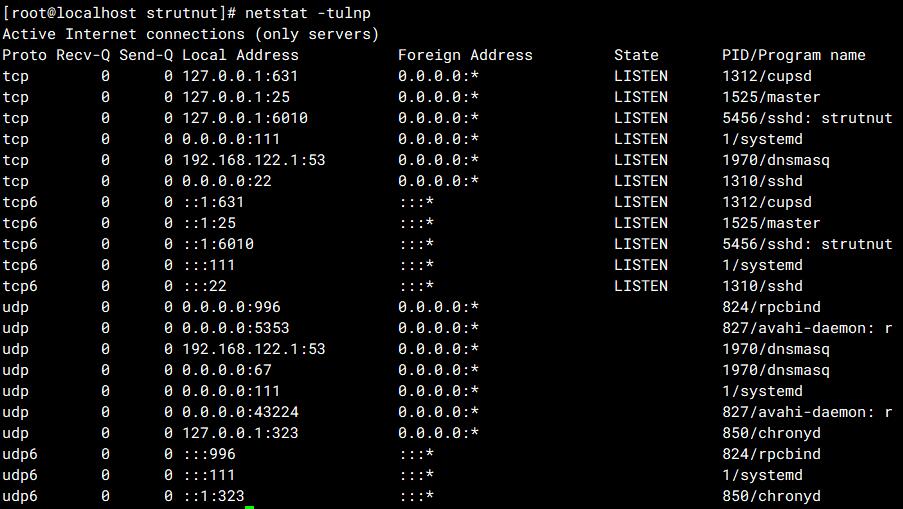 [root@localhost strutnut]# netstat -tulnp
Active Internet connections (only servers)
Proto Recv-Q Send-Q Local Address           Foreign Address         State       PID/Program name
tcp        0      0 127.0.0.1:631           0.0.0.0:*               LISTEN      1312/cupsd
tcp        0      0 127.0.0.1:25            0.0.0.0:*               LISTEN      1525/master
tcp        0      0 127.0.0.1:6010          0.0.0.0:*               LISTEN      5456/sshd: strutnut
tcp        0      0 0.0.0.0:111             0.0.0.0:*               LISTEN      1/systemd
tcp        0      0 192.168.122.1:53        0.0.0.0:*               LISTEN      1970/dnsmasq
tcp        0      0 0.0.0.0:22              0.0.0.0:*               LISTEN      1310/sshd
tcp6       0      0 ::1:631                 :::*                    LISTEN      1312/cupsd
tcp6       0      0 ::1:25                  :::*                    LISTEN      1525/master
tcp6       0      0 ::1:6010                :::*                    LISTEN      5456/sshd: strutnut
tcp6       0      0 :::111                  :::*                    LISTEN      1/systemd
tcp6       0      0 :::22                   :::*                    LISTEN      1310/sshd
udp        0      0 0.0.0.0:996             0.0.0.0:*                           824/rpcbind
udp        0      0 0.0.0.0:5353            0.0.0.0:*                           827/avahi-daemon: r
udp        0      0 192.168.122.1:53        0.0.0.0:*                           1970/dnsmasq
udp        0      0 0.0.0.0:67              0.0.0.0:*                           1970/dnsmasq
udp        0      0 0.0.0.0:111             0.0.0.0:*                           1/systemd
udp        0      0 0.0.0.0:43224           0.0.0.0:*                           827/avahi-daemon: r
udp        0      0 127.0.0.1:323           0.0.0.0:*                           850/chronyd
udp6       0      0 :::996                  :::*                                824/rpcbind
udp6       0      0 :::111                  :::*                                1/systemd
udp6       0      0 ::1:323                 :::*                                850/chronyd